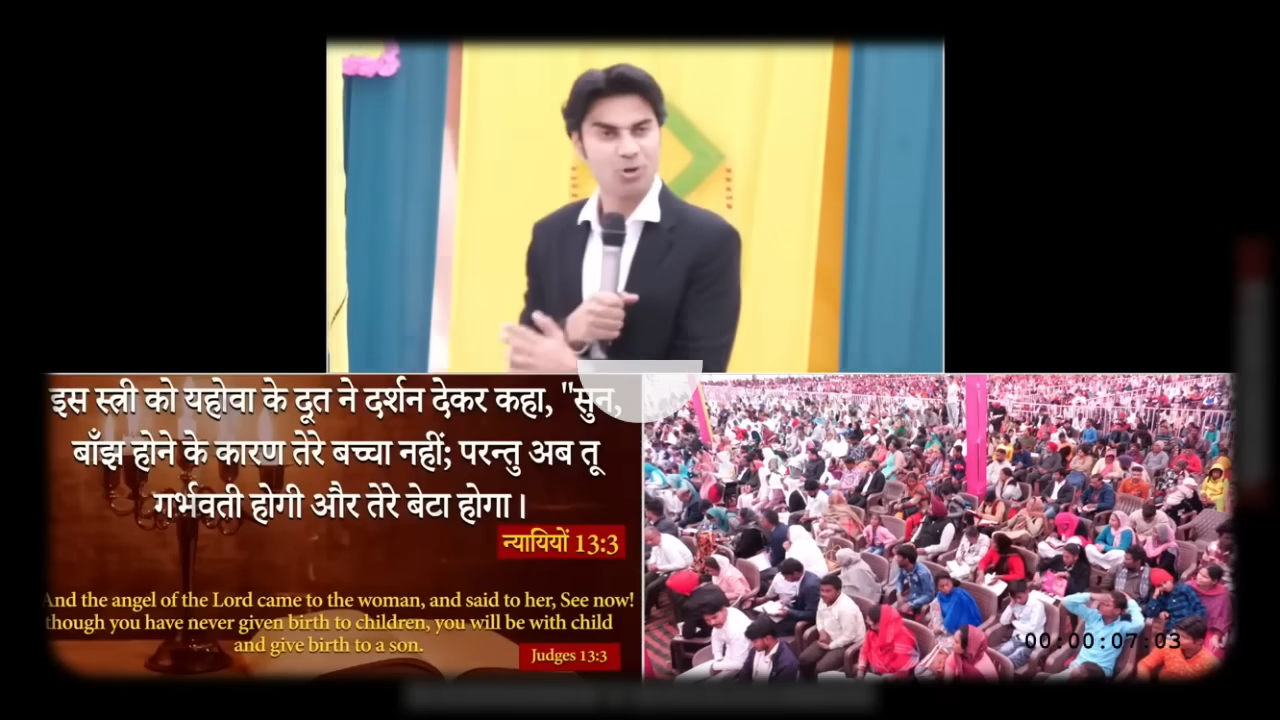 इस स्त्री को यहोवा के दूत ने दर्शन देकर कहा, "सुन,
बाँझ होने के कारण तेरे बच्चा नहीं; परन्तु अब तू
गर्भवती होगी और तेरे बेटा होगा।
न्यायियों 13:3
And the angel of the Lord came to the woman, and said to her, See now!
though you have never given birth to children, you will be with child
and give birth to a son.
Judges 13:3
00:00:07:03